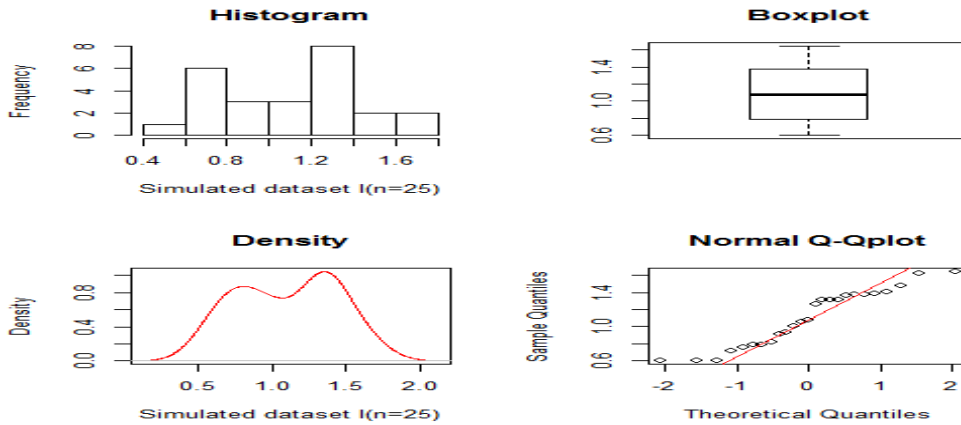 Histogram
Frequency
0 2 4 6 8
0.4 0.8 1.2 1.6
Simulated dataset I(n=25)
Boxplot
0.6 1.0 1.4
Density
Density
0.0 0.4 0.8
0.5 1.0 1.5 2.0
Simulated dataset I(n=25)
Normal Q-Qplot
Sample Quantiles
0.6 1.0 1.4
-2 -1 0 1 2
Theoretical Quantiles